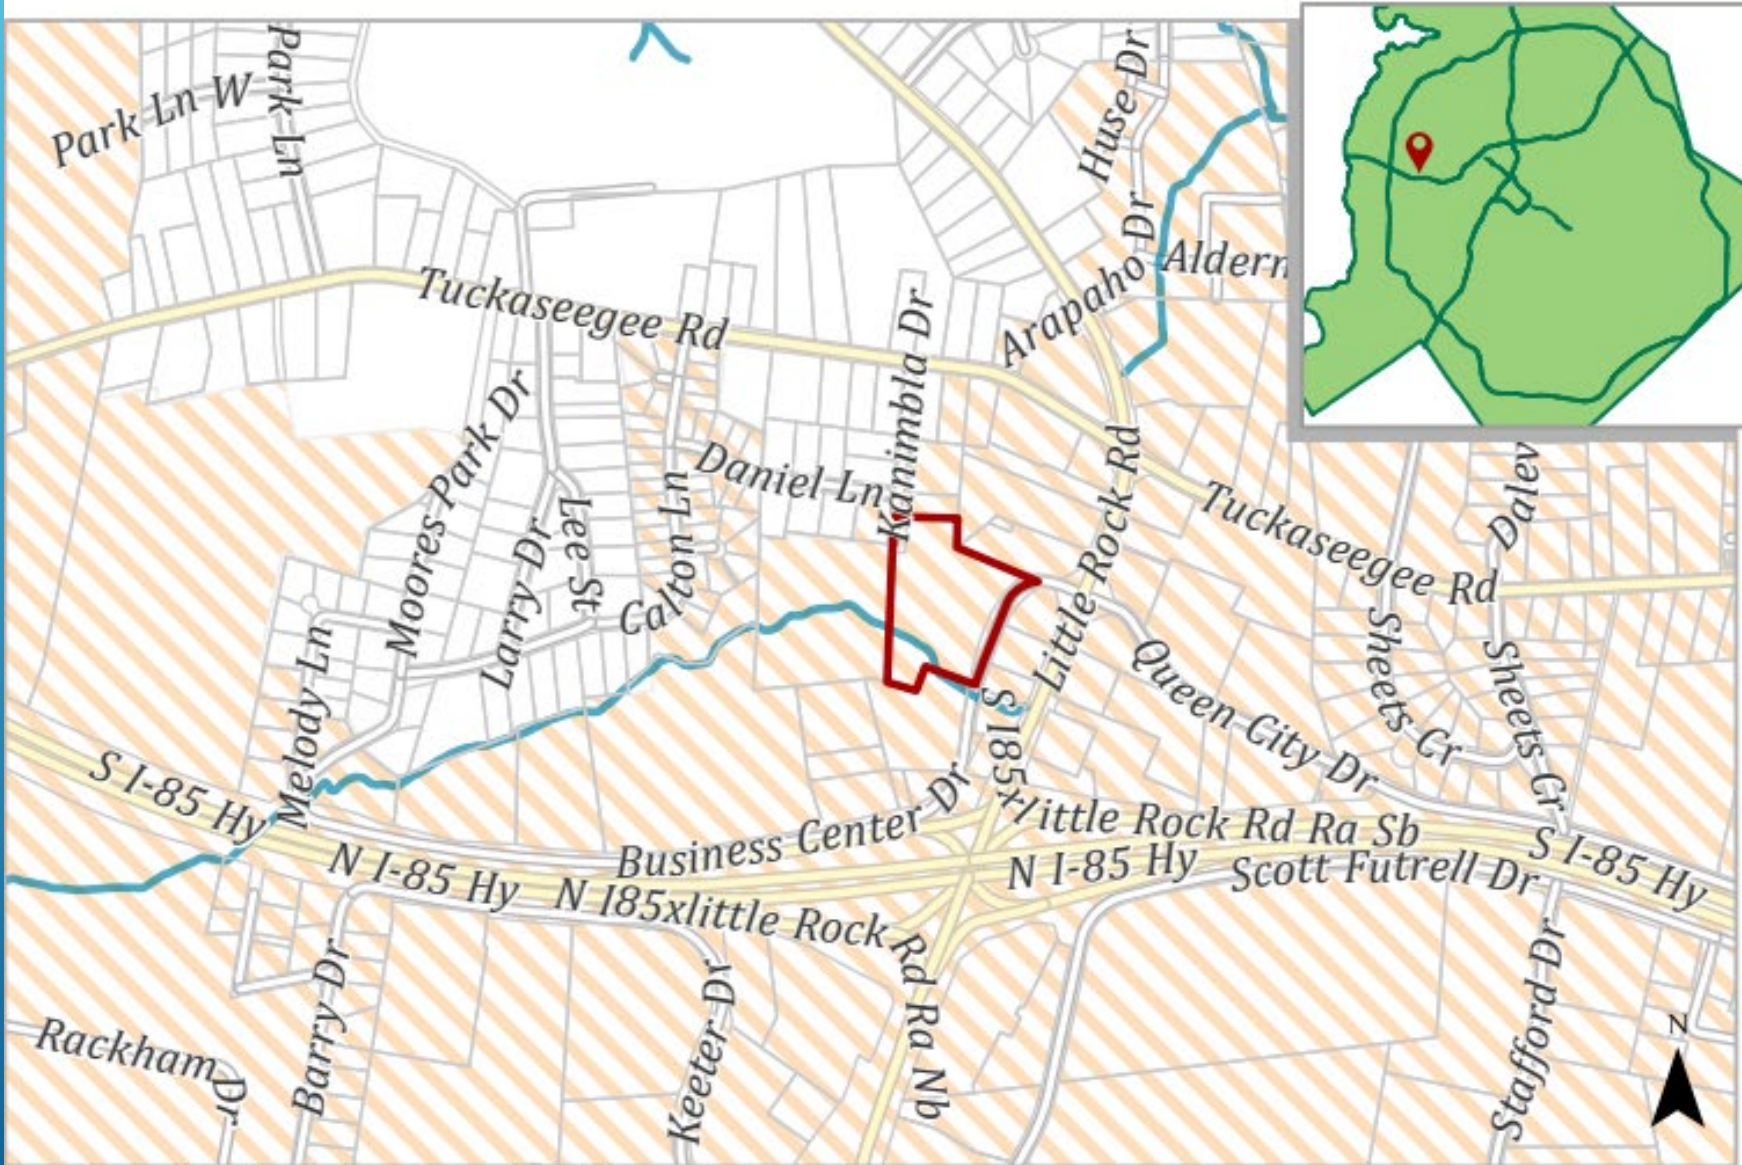 Park Ln W
Park Ln
Huse Dr
Arapaho Dr
Aldern
Tuckaseegee Rd
Kanimbla Dr
Daniel Ln
Moores Park Dr
Lee St
Larry Dr
Calton Ln
Little Rock Rd
Tuckaseegee Rd
Dalev
Sheets Cr
Sheets Cr
Queen City Dr
Melody Ln
S I-85 Hy
S I85xlittle Rock Rd Ra Sb
Business Center Dr
N I-85 Hy
N I-85 Hy
S I-85 Hy
Scott Futrell Dr
N I85xlittle Rock Rd Ra Nb
Barry Dr
Keeter Dr
Rackham Dr
Stafford Dr
N